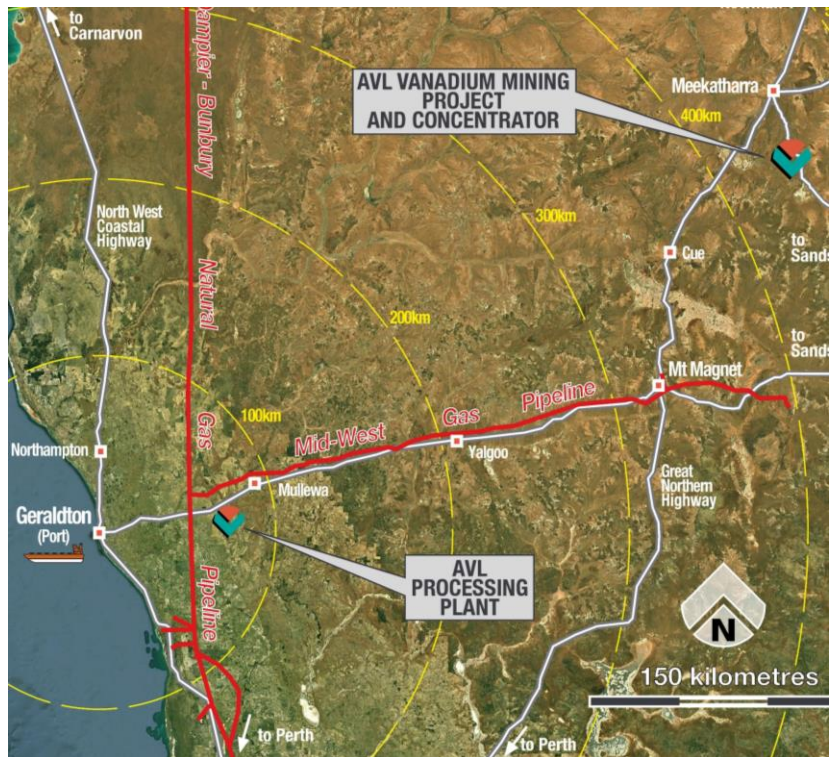 to
Carnarvon
Dampier - Bunbury
Natural
Gas
Pipeline
AVL VANADIUM MINING
PROJECT
AND CONCENTRATOR
Meekatharra
400km
North West
Coastal
Highway
300km
Cue
to
Sands
200km
to
Sands
Mt Magnet
100km
Mid-West Gas Pipeline
Northampton
Yalgoo
Mullewa
Great
Northern
Highway
Geraldton
(Port)
AVL
PROCESSING
PLANT
N
150 kilometres
to Perth
to Perth